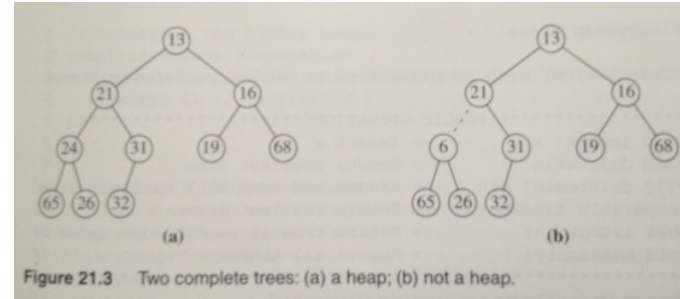 13 13
21 16 21 16
24 31 19 68 6 31 19 68
65 26 32 65 26 32
(a) (b)
Figure 21.3 Two complete trees: (a) a heap; (b) not a heap.